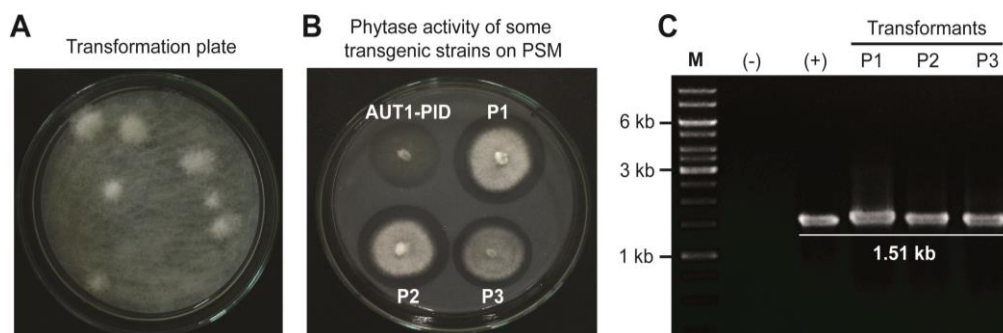 A
Transformation plate
B
Phytase activity of some
transgenic strains on PSM
AUT1-PID
P1
P2
P3
C
Transformants
M (-) (+) P1 P2 P3
6 kb
3 kb
1 kb
1.51 kb